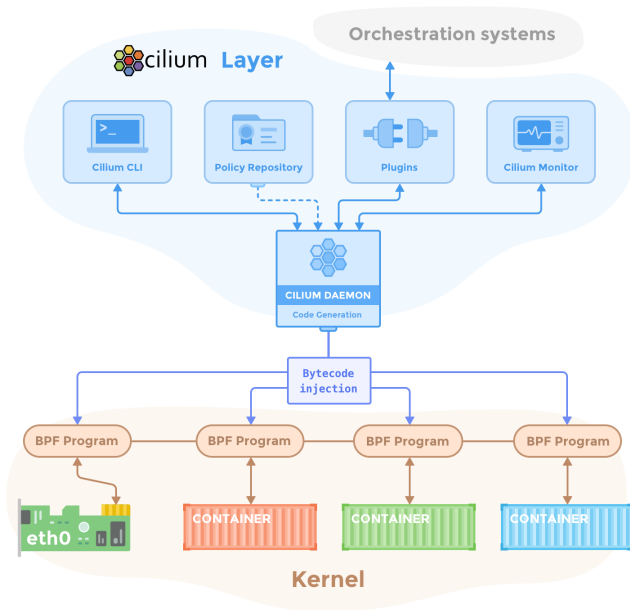 Orchestration systems
cilium Layer
>_
Cilium CLI
Policy Repository
Plugins
Cilium Monitor
CILIUM DAEMON
Code Generation
Bytecode
injection
BPF Program
BPF Program
BPF Program
BPF Program
eth0
CONTAINER
CONTAINER
CONTAINER
Kernel